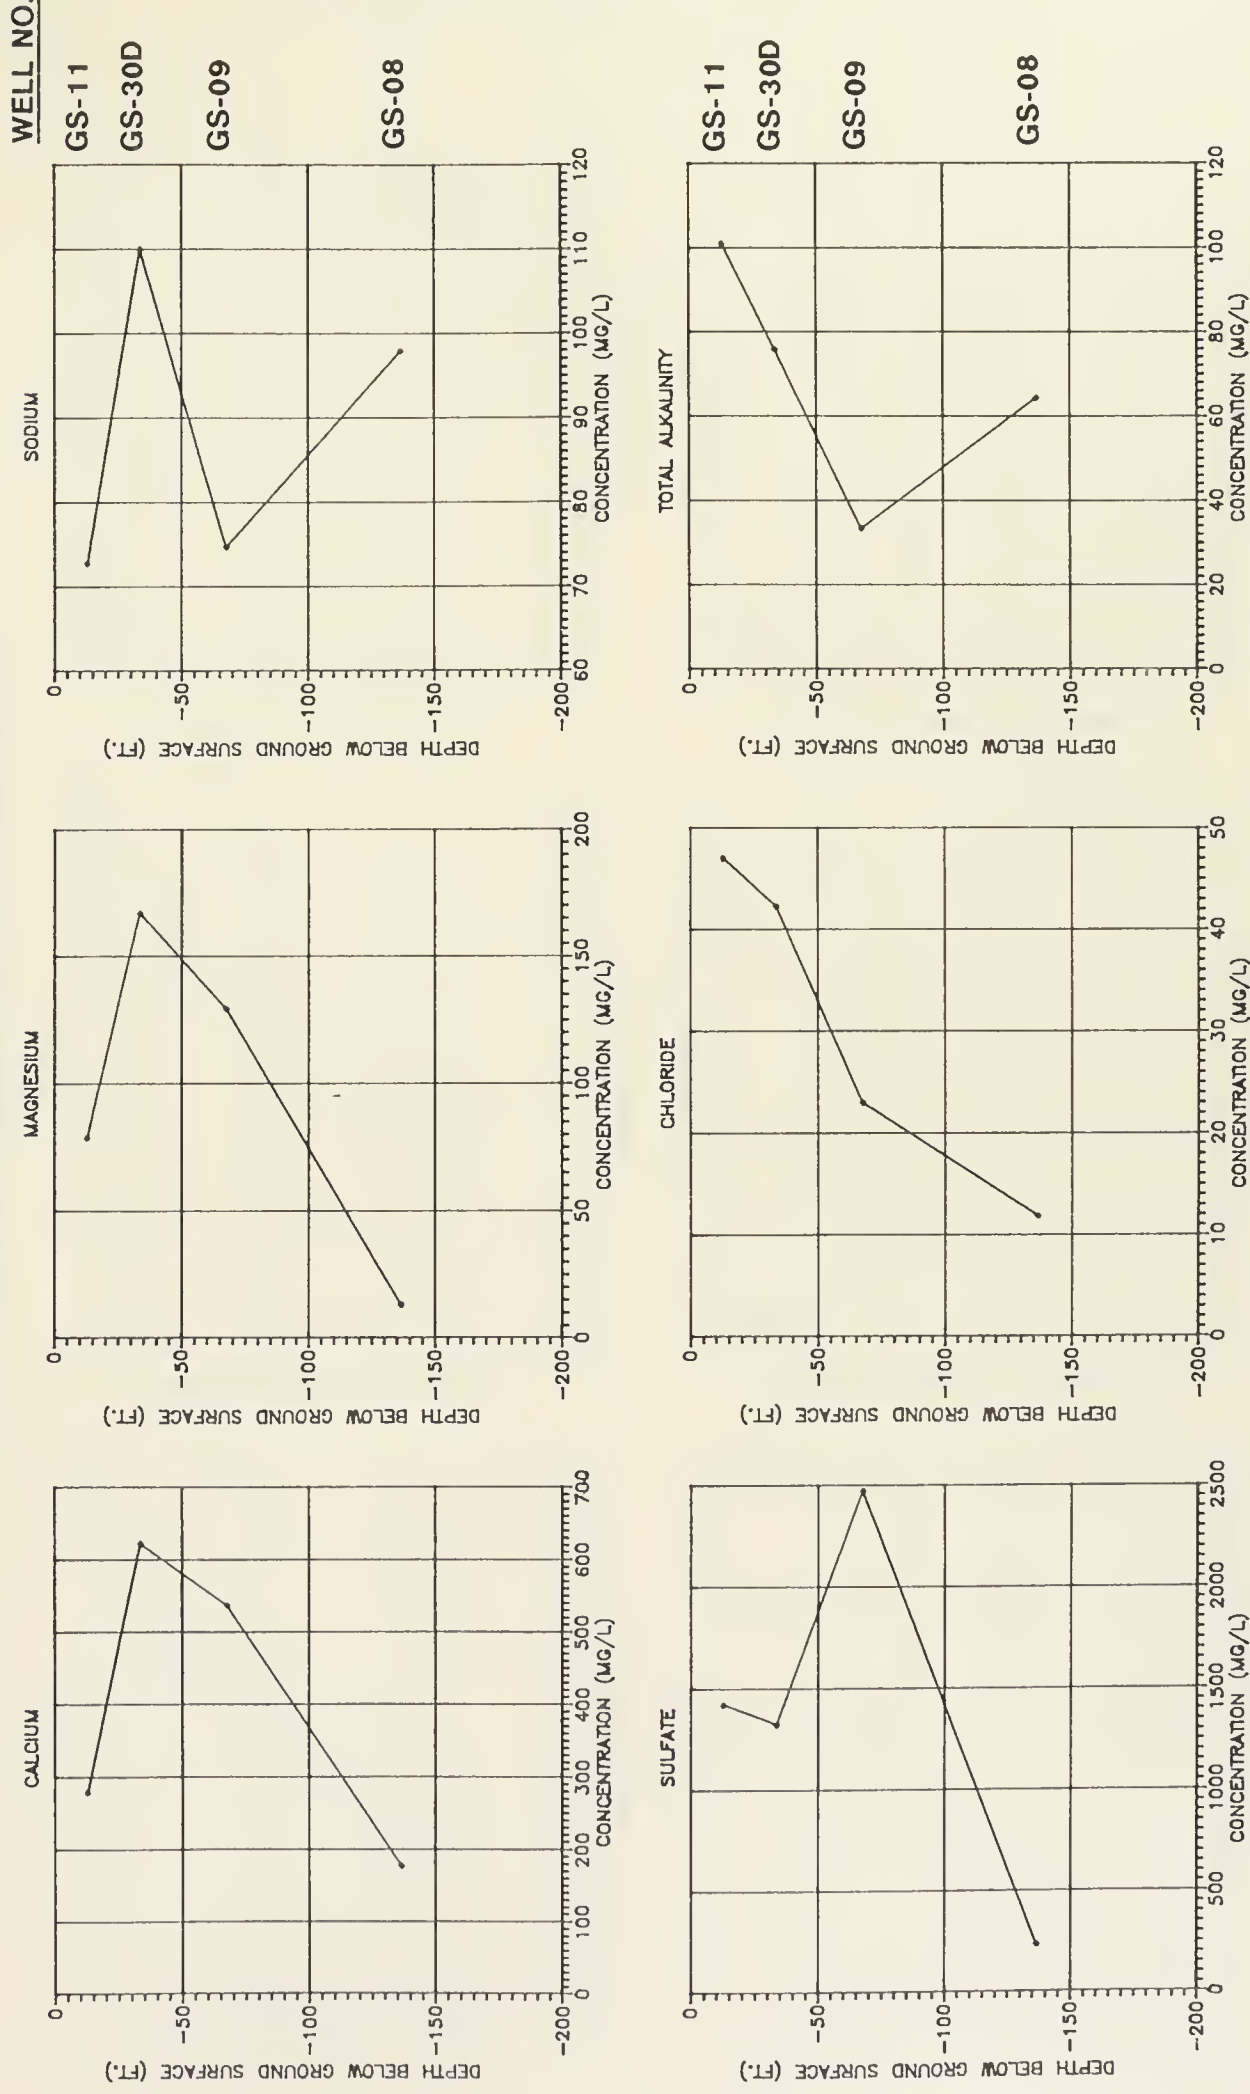 WELL NO.
CALCIUM
0
-50
-100
-150
-200
DEPTH BELOW GROUND SURFACE (FT.)
0 100 200 300 400 500 600 700
CONCENTRATION (MG/L)
MAGNESIUM
0
-50
-100
-150
-200
DEPTH BELOW GROUND SURFACE (FT.)
0 50 100 150 200
CONCENTRATION (MG/L)
SODIUM
0
-50
-100
-150
-200
DEPTH BELOW GROUND SURFACE (FT.)
60 70 80 90 100 110 120
CONCENTRATION (MG/L)
GS-11
GS-30D
GS-09
GS-08
SULFATE
0
-50
-100
-150
-200
DEPTH BELOW GROUND SURFACE (FT.)
0 500 1000 1500 2000 2500
CONCENTRATION (MG/L)
CHLORIDE
0
-50
-100
-150
-200
DEPTH BELOW GROUND SURFACE (FT.)
0 10 20 30 40 50
CONCENTRATION (MG/L)
TOTAL ALKALINITY
0
-50
-100
-150
-200
DEPTH BELOW GROUND SURFACE (FT.)
0 20 40 60 80 100 120
CONCENTRATION (MG/L)
GS-11
GS-30D
GS-09
GS-08